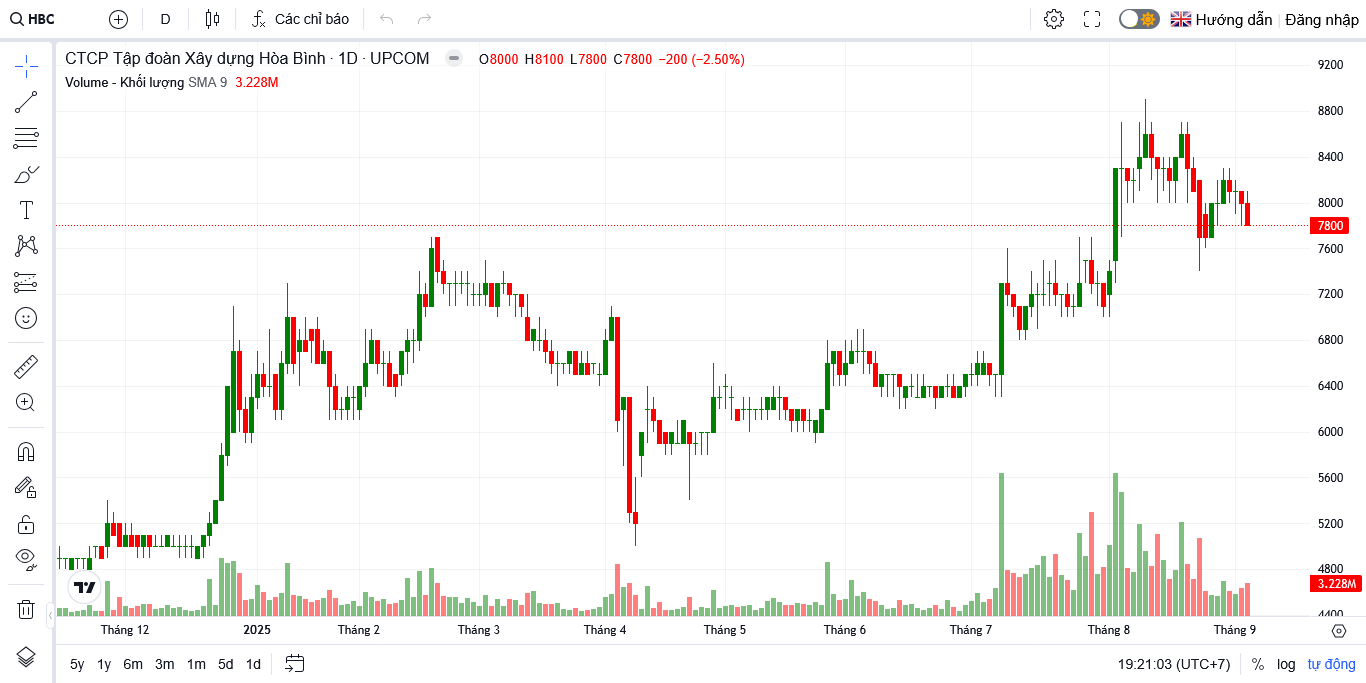 HBC D Các chỉ báo Hướng dẫn Đăng nhập
CTCP Tập đoàn Xây dựng Hòa Bình · 1D · UPCOM O8000 H8100 L7800 C7800 −200 (−2.50%)
Volume - Khối lượng SMA 9 3.228M
9200
8800
8400
8000
7800
7600
7200
6800
6400
6000
5600
5200
4800
3.228M
4400
Tháng 12 2025 Tháng 2 Tháng 3 Tháng 4 Tháng 5 Tháng 6 Tháng 7 Tháng 8 Tháng 9
5y 1y 6m 3m 1m 5d 1d 19:21:03 (UTC+7) % log tự động